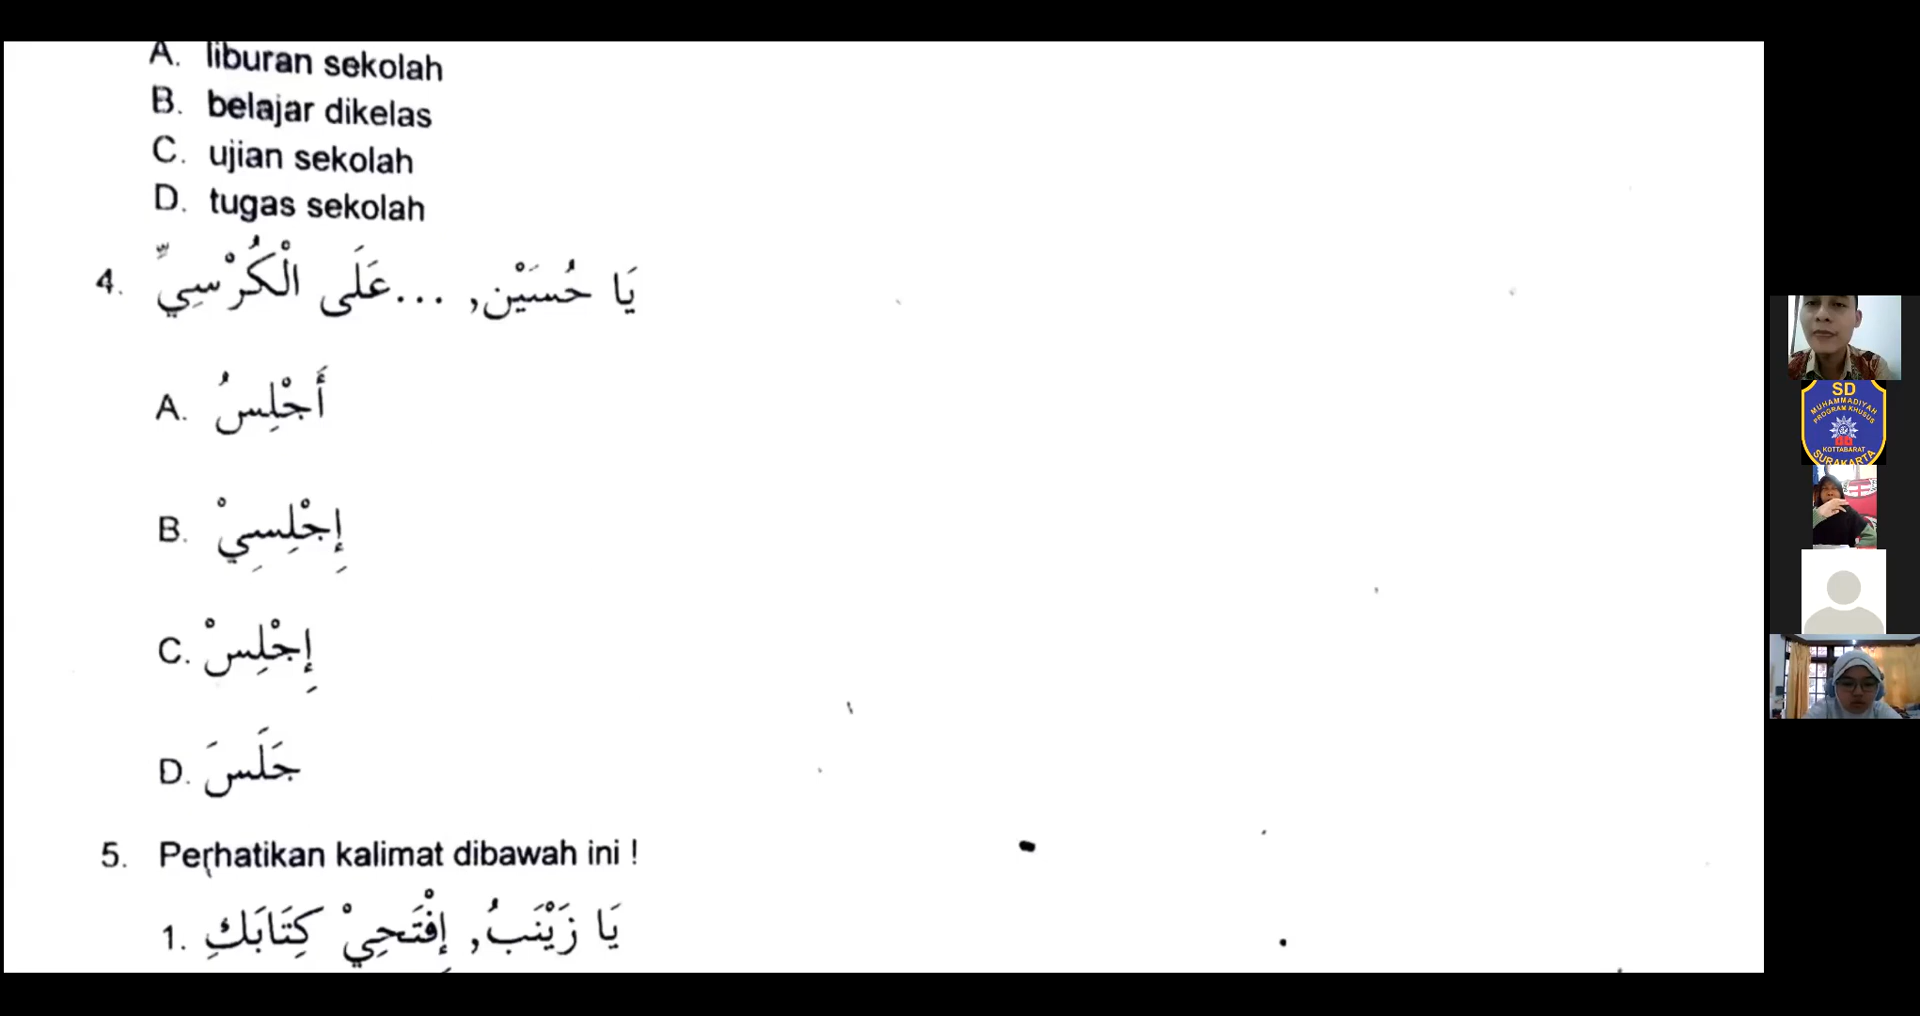 A. liburan sekolah
B. belajar dikelas
C. ujian sekolah
D. tugas sekolah
4. يَا حُسَيْن, ...عَلَى الْكُرْسِيِّ
A. أَجْلِسُ
B. إِجْلِسِيْ
C. إِجْلِسْ
D. جَلَسَ
5. Perhatikan kalimat dibawah ini !
1. يَا زَيْنَبُ, إِفْتَحِيْ كِتَابَكِ
SD
MUHAMMADIYAH
PROGRAM KHUSUS
KOTTABARAT
SURAKARTA